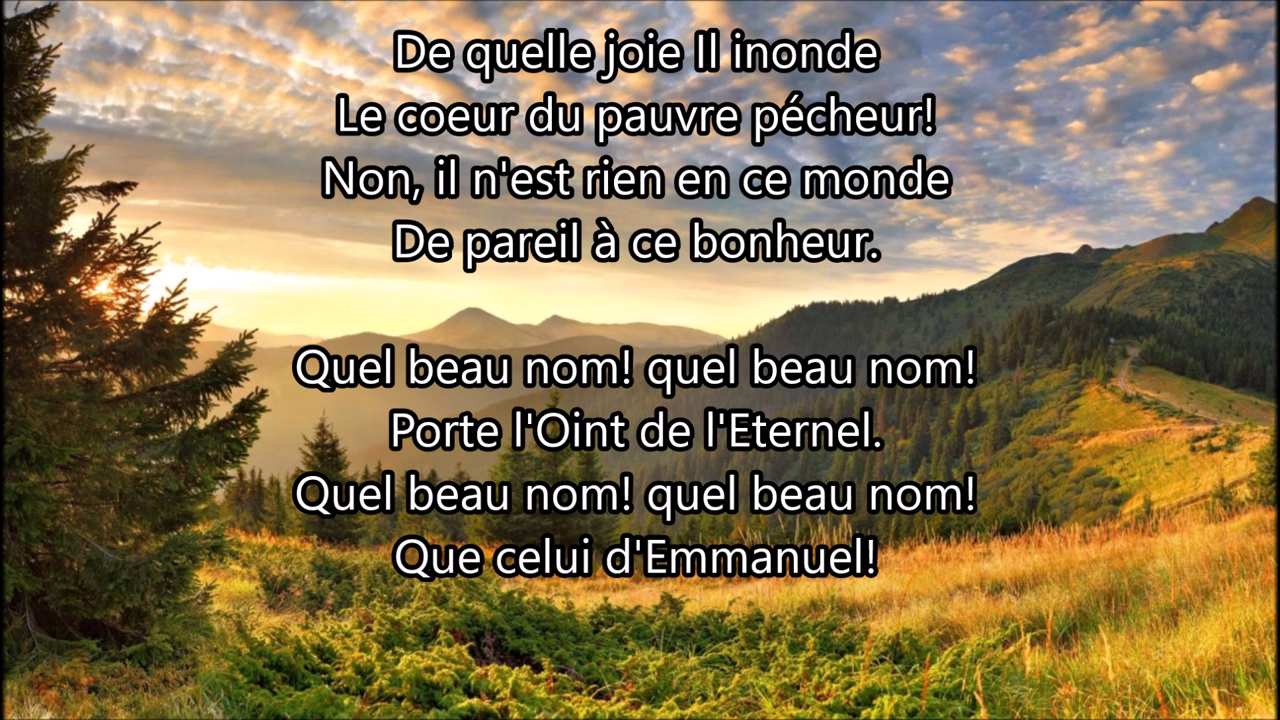 De quelle joie Il inonde
Le coeur du pauvre pécheur!
Non, il n'est rien en ce monde
De pareil à ce bonheur.
Quel beau nom! quel beau nom!
Porte l'Oint de l'Eternel.
Quel beau nom! quel beau nom!
Que celui d'Emmanuel!